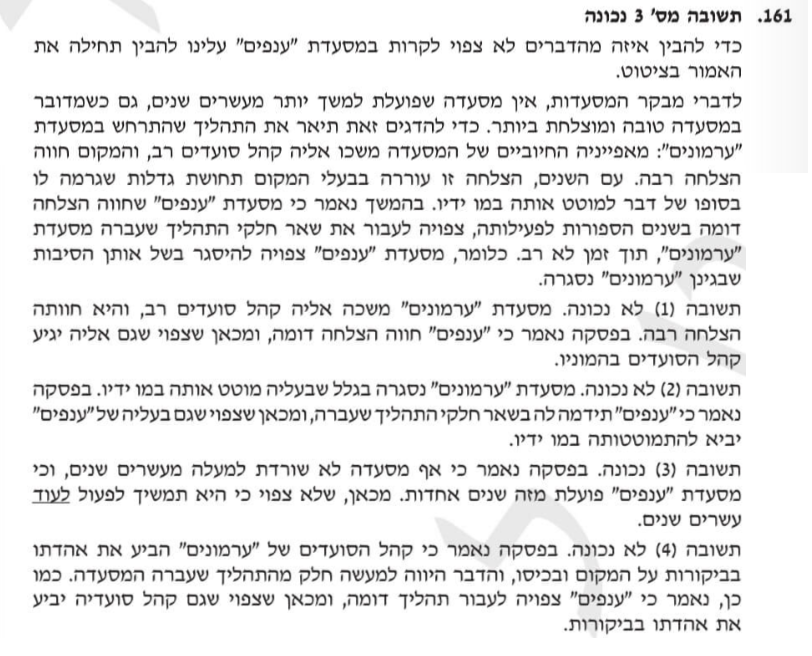 161. תשובה מס' 3 נכונה
כדי להבין איזה מהדברים לא צפוי לקרות במסעדת "ענפים" עלינו להבין תחילה את
האמור בציטוט.
לדברי מבקר המסעדות, אין מסעדה שפועלת למשך יותר מעשרים שנים, גם כשמדובר
במסעדה טובה ומוצלחת ביותר. כדי להדגים זאת תיאר את התהליך שהתרחש במסעדת
"ערמונים": מאפייניה החיוביים של המסעדה משכו אליה קהל סועדים רב, והמקום חווה
הצלחה רבה. עם השנים, הצלחה זו עוררה בבעלי המקום תחושת גדלות שגרמה לו
בסופו של דבר למוטט אותה במו ידיו. בהמשך נאמר כי מסעדת "ענפים" שחווה הצלחה
דומה בשנים הספורות לפעילותה, צפויה לעבור את שאר חלקי התהליך שעברה מסעדת
"ערמונים", תוך זמן לא רב. כלומר, מסעדת "ענפים" צפויה להיסגר בשל אותן הסיבות
שבגינן "ערמונים" נסגרה.
תשובה (1) לא נכונה. מסעדת "ערמונים" משכה אליה קהל סועדים רב, והיא חוותה
הצלחה רבה. בפסקה נאמר כי "ענפים" חווה הצלחה דומה, ומכאן שצפוי שגם אליה יגיע
קהל הסועדים בהמוניו.
תשובה (2) לא נכונה. מסעדת "ערמונים" נסגרה בגלל שבעליה מוטט אותה במו ידיו. בפסקה
נאמר כי "ענפים" תידמה לה בשאר חלקי התהליך שעברה, ומכאן שצפוי שגם בעליה של "ענפים"
יביא להתמוטטותה במו ידיו.
תשובה (3) נכונה. בפסקה נאמר כי אף מסעדה לא שורדת למעלה מעשרים שנים, וכי
מסעדת "ענפים" פועלת מזה שנים אחדות. מכאן, שלא צפוי כי היא תמשיך לפעול לעוד
עשרים שנים.
תשובה (4) לא נכונה. בפסקה נאמר כי קהל הסועדים של "ערמונים" הביע את אהדתו
בביקורות על המקום ובכיסו, והדבר היווה למעשה חלק מהתהליך שעברה המסעדה. כמו
כן, נאמר כי "ענפים" צפויה לעבור תהליך דומה, ומכאן שצפוי שגם קהל סועדיה יביע
את אהדתו בביקורות.